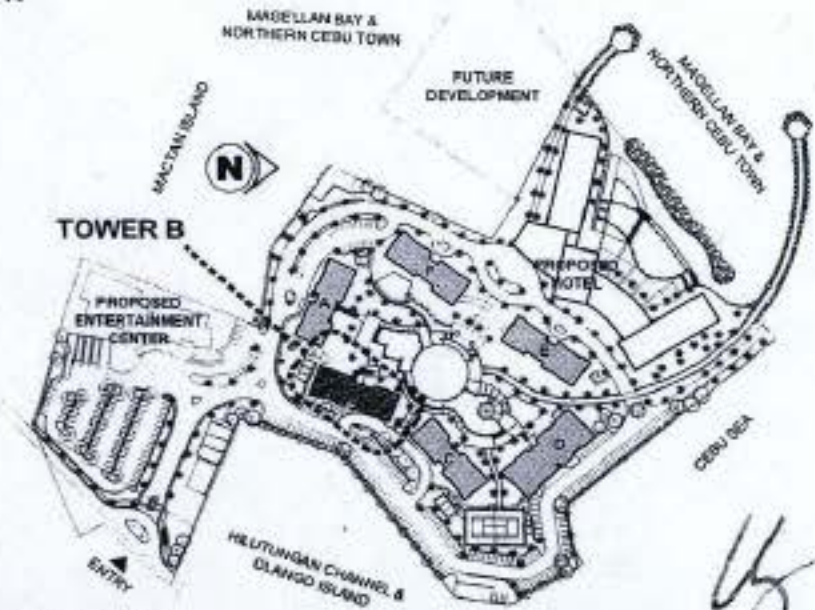 MAGELLAN BAY &
NORTHERN CEBU TOWN
FUTURE
DEVELOPMENT
MAGELLAN BAY &
NORTHERN CEBU TOWN
MACTAN ISLAND
N
TOWER B
PROPOSED
ENTERTAINMENT
CENTER
A
F
PROPOSED
HOTEL
E
C
D
CEBU SEA
HILUTUNGAN CHANNEL &
OLANGO ISLAND
ENTRY